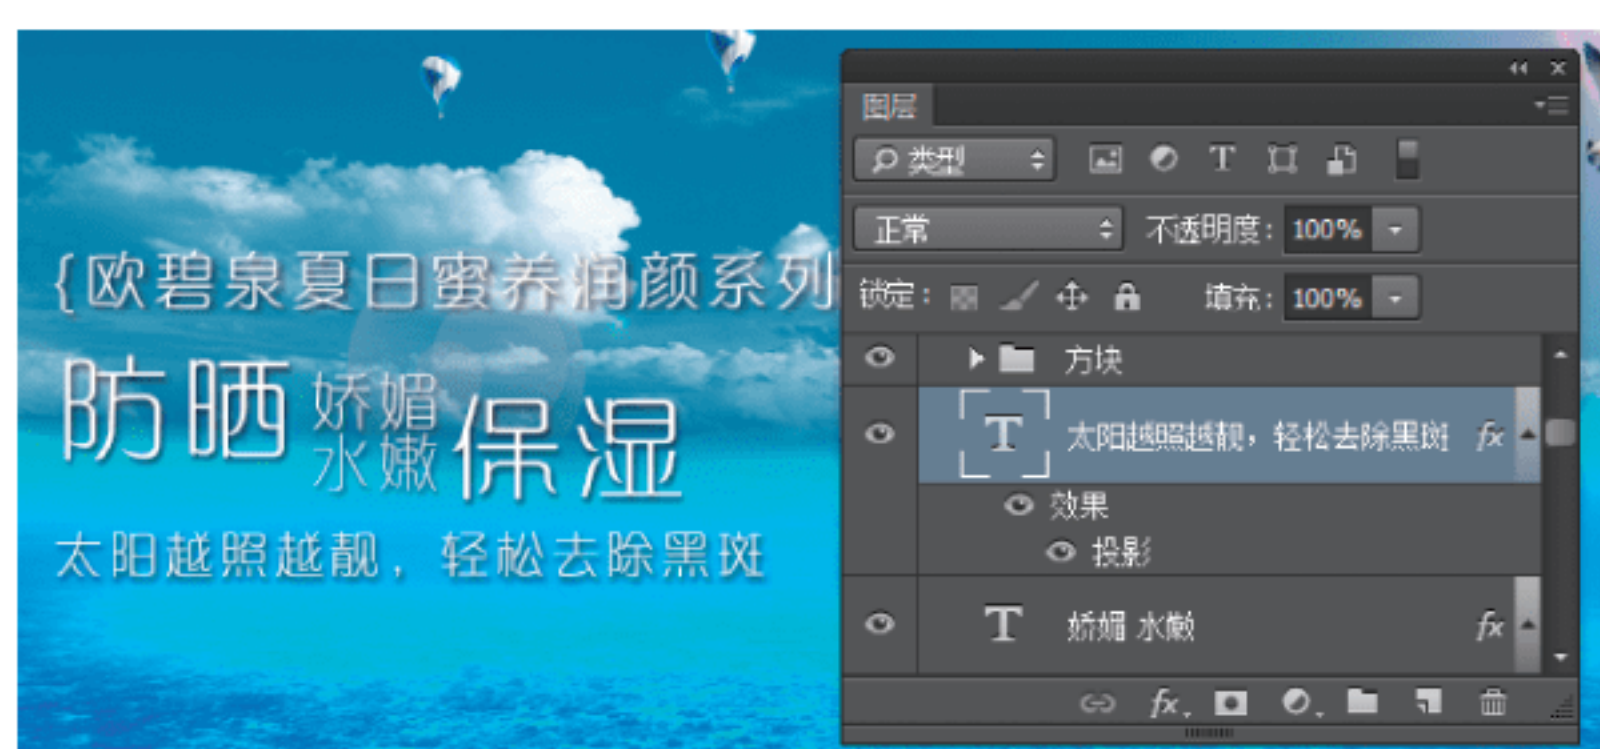 {欧碧泉夏日蜜养润颜系列
防晒 娇媚 水嫩 保湿
太阳越照越靓，轻松去除黑斑
图层
类型
正常 不透明度: 100%
锁定: 填充: 100%
方块
T 太阳越照越靓，轻松去除黑斑 fx
效果
投影
T 娇媚 水嫩 fx
fx.